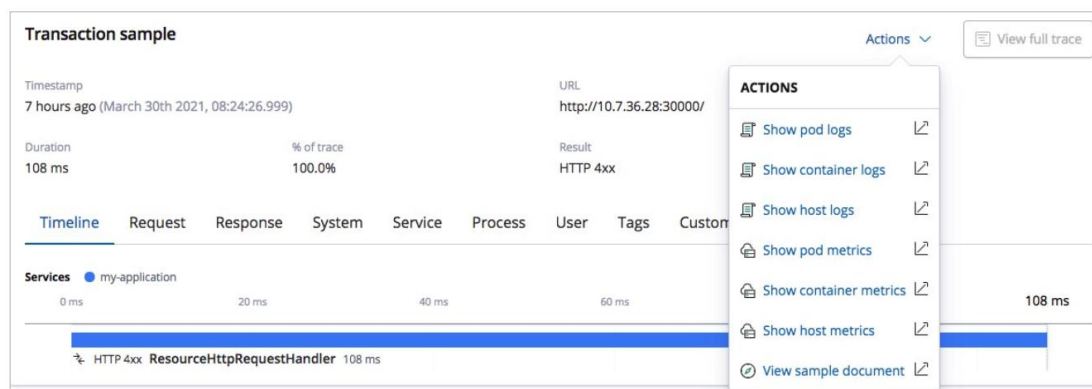 Transaction sample
Actions
View full trace
Timestamp
7 hours ago (March 30th 2021, 08:24:26.999)
URL
http://10.7.36.28:30000/
Duration
108 ms
% of trace
100.0%
Result
HTTP 4xx
ACTIONS
Show pod logs
Show container logs
Show host logs
Show pod metrics
Show container metrics
Show host metrics
View sample document
Timeline Request Response System Service Process User Tags Custom
Services my-application
0 ms 20 ms 40 ms 60 ms 108 ms
HTTP 4xx ResourceHttpRequestHandler 108 ms